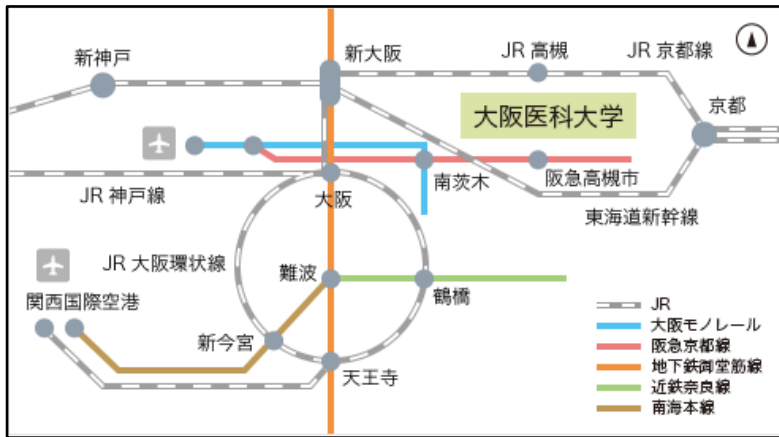 新神戸
新大阪
JR 高槻
JR 京都線
大阪医科大学
京都
JR 神戸線
大阪
南茨木
阪急高槻市
東海道新幹線
JR 大阪環状線
難波
鶴橋
関西国際空港
新今宮
天王寺
JR
大阪モノレール
阪急京都線
地下鉄御堂筋線
近鉄奈良線
南海本線